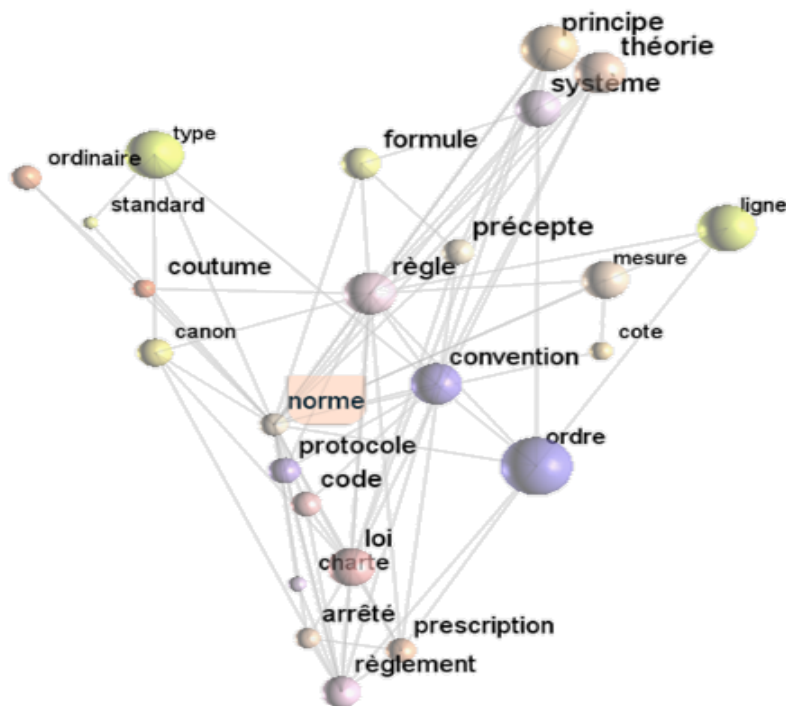 principe
théorie
système
type
formule
ordinaire
standard
ligne
précepte
règle
mesure
coutume
canon
cote
convention
norme
ordre
protocole
code
loi
charte
arrêté
prescription
règlement